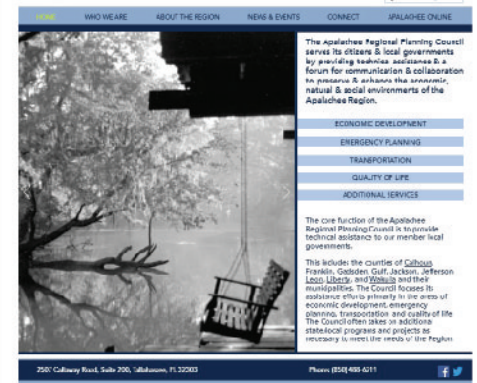 HOME WHO WE ARE ABOUT THE REGION NEWS & EVENTS CONNECT APALACHEE ONLINE
The Apalachee Regional Planning Council
serves its citizens & local governments
by providing technical assistance & a
forum for communication & collaboration
to preserve & enhance the economic,
natural & social environments of the
Apalachee Region.
ECONOMIC DEVELOPMENT
EMERGENCY PLANNING
TRANSPORTATION
QUALITY OF LIFE
ADDITIONAL SERVICES
The core function of the Apalachee
Regional Planning Council is to provide
technical assistance to our member local
governments.
This includes the counties of Calhoun,
Franklin, Gadsden, Gulf, Jackson, Jefferson
Leon, Liberty, and Wakulla and their
municipalities. The Council focuses its
assistance efforts primarily in the areas of
economic development, emergency
planning, transportation and quality of life
The Council often takes on additional
state/local programs and projects as
necessary to meet the needs of the Region
2507 Callaway Road, Suite 200, Tallahassee, FL 32303 Phone: (850) 488-6211